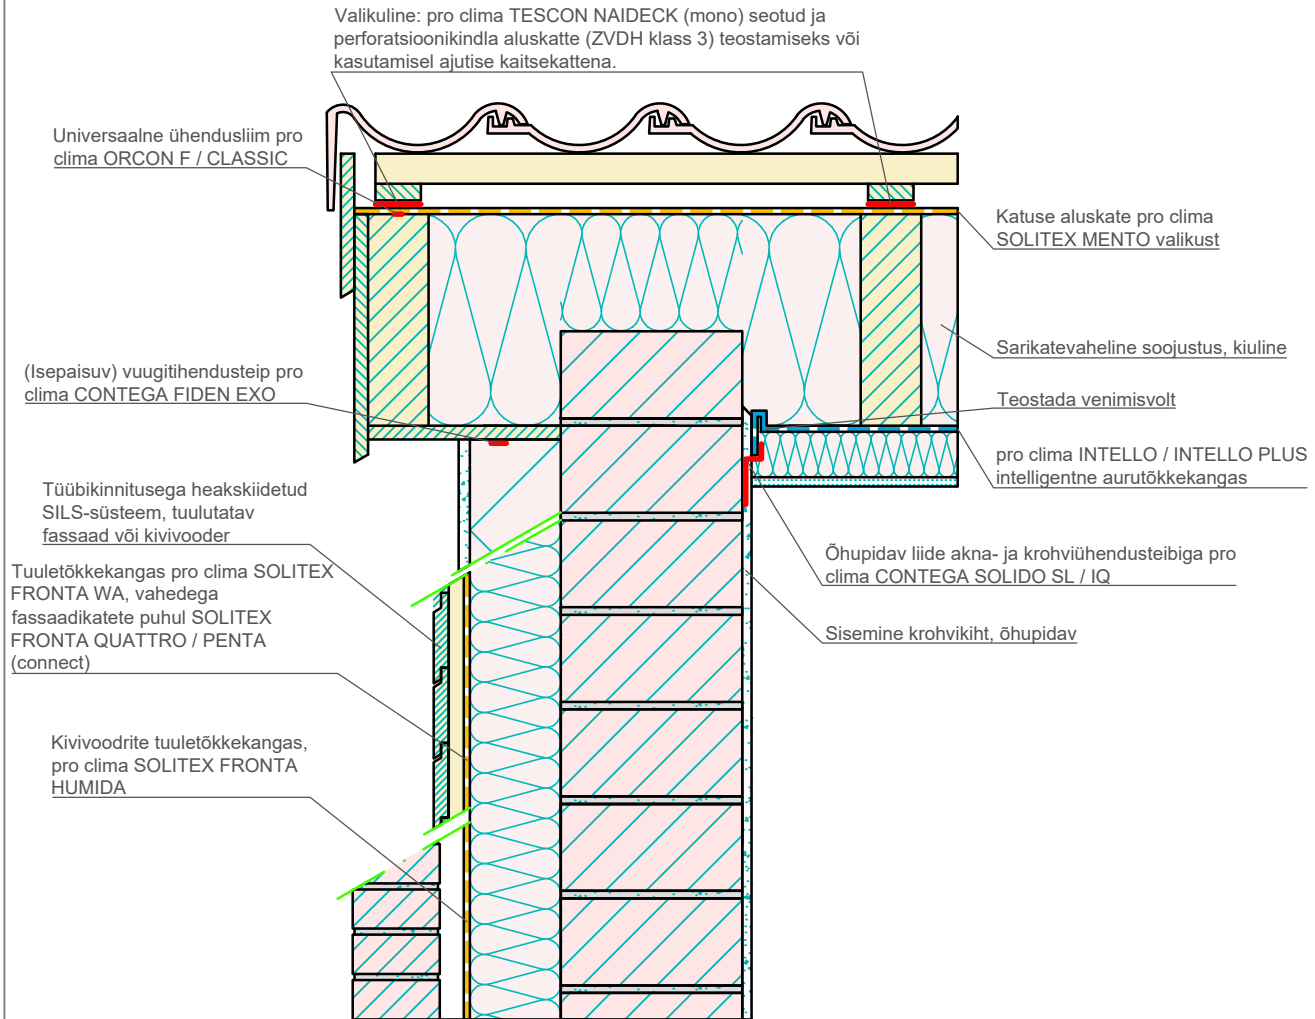 Valikuline: pro clima TESCON NAIDECK (mono) seotud ja
perforatsioonikindla aluskatte (ZVDH klass 3) teostamiseks või
kasutamisel ajutise kaitsekattena.
Universaalne ühendusliim pro
clima ORCON F / CLASSIC
Katuse aluskate pro clima
SOLITEX MENTO valikust
Sarikatevaheline soojustus, kiuline
(Isepaisuv) vuugitihendusteip pro
clima CONTEGA FIDEN EXO
Teostada venimisvolt
pro clima INTELLO / INTELLO PLUS
intelligentne aurutõkkekangas
Tüübikinnitusega heakskiidetud
SILS-süsteem, tuulutatav
fassaad või kivivooder
Õhupidav liide akna- ja krohviühendusteibiga pro
clima CONTEGA SOLIDO SL / IQ
Tuuletõkkekangas pro clima SOLITEX
FRONTA WA, vahedega
fassaadikatete puhul SOLITEX
FRONTA QUATTRO / PENTA
(connect)
Sisemine krohvikiht, õhupidav
Kivivoodrite tuuletõkkekangas,
pro clima SOLITEX FRONTA
HUMIDA